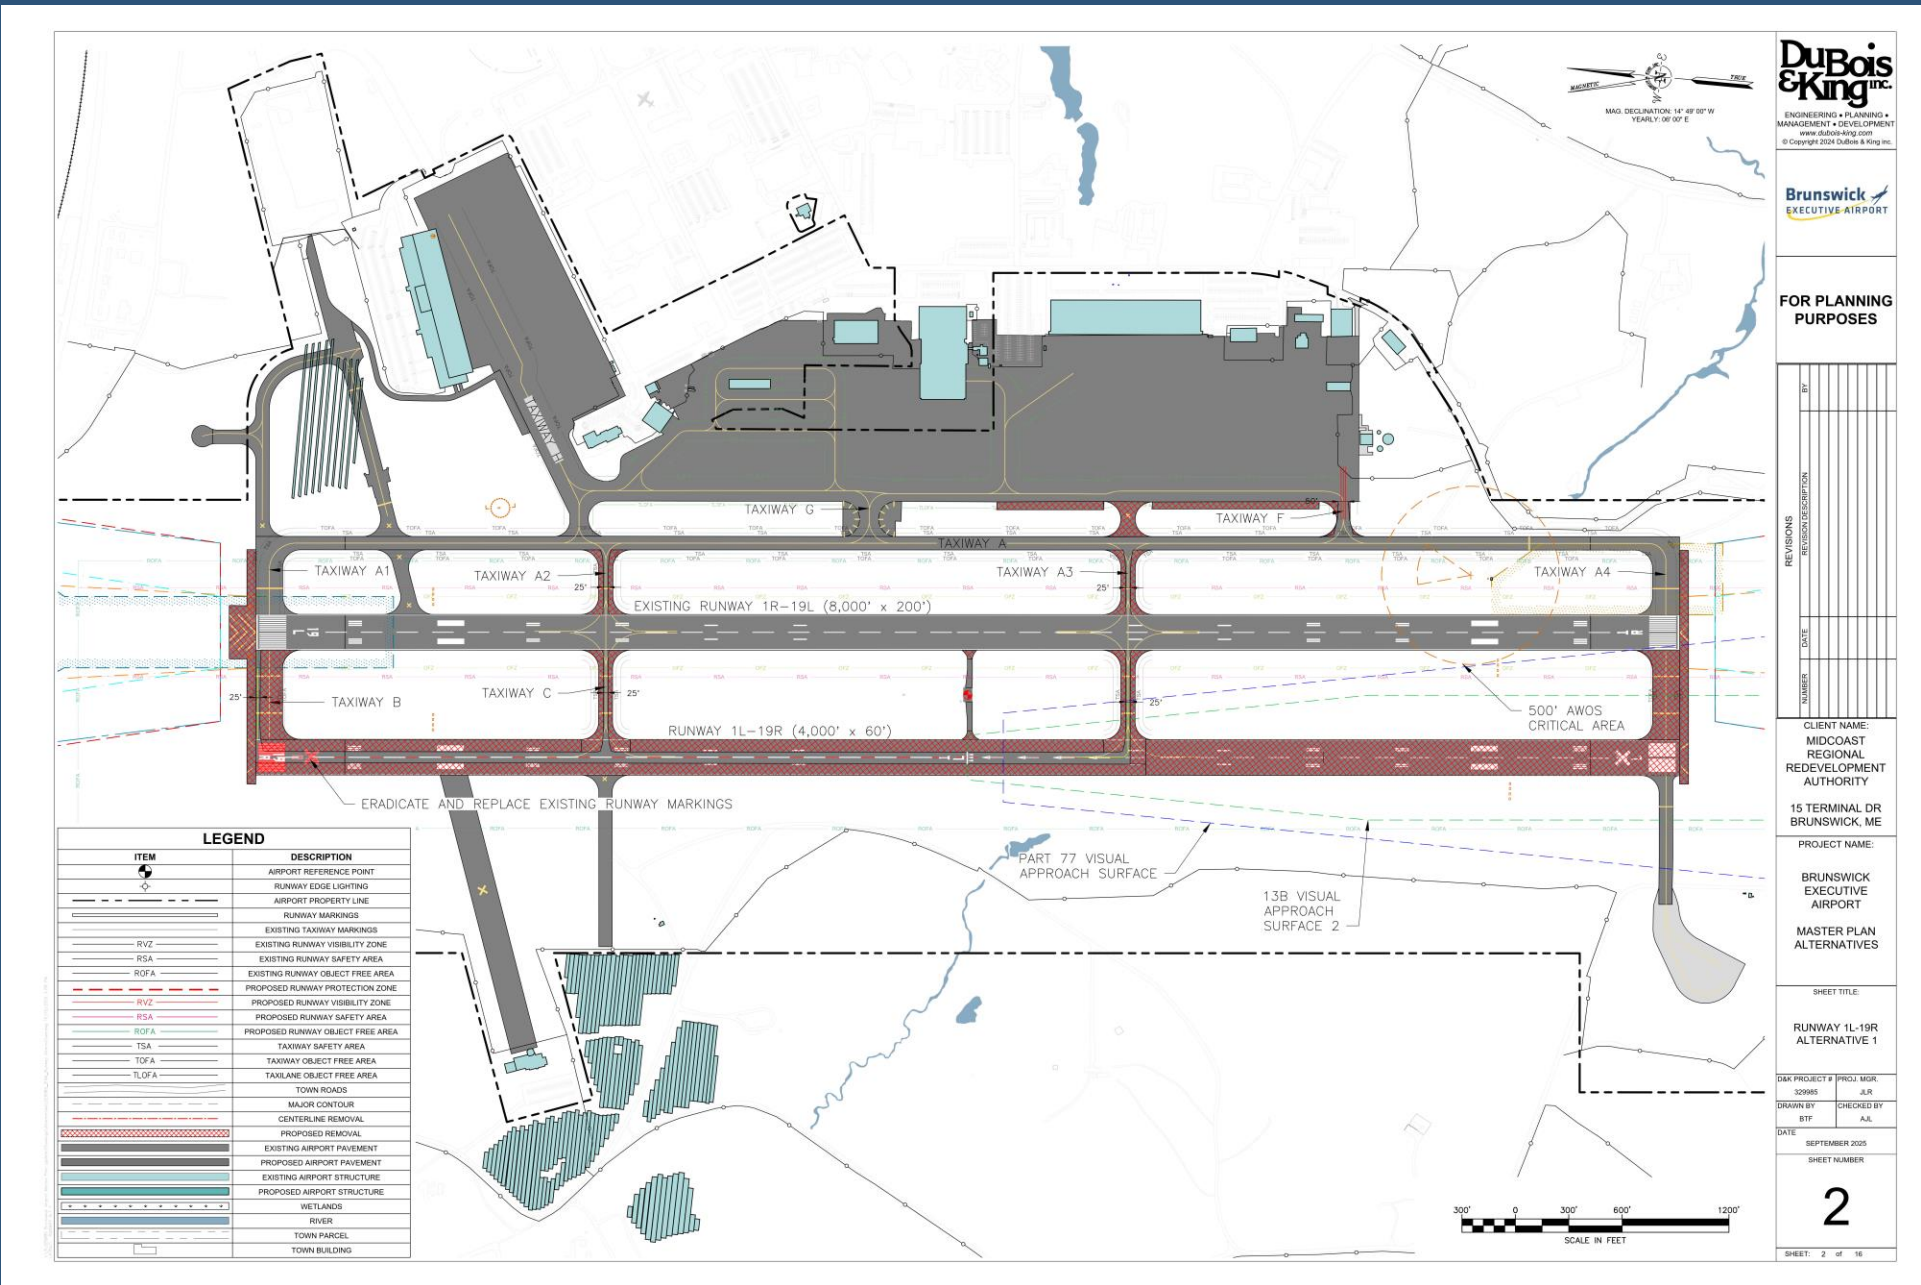 DuBois
&King inc.
ENGINEERING • PLANNING •
MANAGEMENT • DEVELOPMENT
www.dubois-king.com
© Copyright 2024 DuBois & King Inc.
Brunswick
EXECUTIVE AIRPORT
FOR PLANNING
PURPOSES
REVISIONS
NUMBER
DATE
REVISION DESCRIPTION
BY
CLIENT NAME:
MIDCOAST
REGIONAL
REDEVELOPMENT
AUTHORITY
15 TERMINAL DR
BRUNSWICK, ME
PROJECT NAME:
BRUNSWICK
EXECUTIVE
AIRPORT
MASTER PLAN
ALTERNATIVES
SHEET TITLE:
RUNWAY 1L-19R
ALTERNATIVE 1
D&K PROJECT #
329985
PROJ. MGR.
JLR
DRAWN BY
BTF
CHECKED BY
AJL
DATE
SEPTEMBER 2025
SHEET NUMBER
2
SHEET: 2 of 16
MAGNETIC
TRUE
MAG. DECLINATION: 14° 49' 00" W
YEARLY: 06' 00" E
TAXIWAY H
TAXIWAY G
50'
TAXIWAY F
TAXIWAY A
TAXIWAY A1
TAXIWAY A2
TAXIWAY A3
TAXIWAY A4
25'
25'
EXISTING RUNWAY 1R-19L (8,000' x 200')
25'
TAXIWAY B
TAXIWAY C
25'
25'
RUNWAY 1L-19R (4,000' x 60')
500' AWOS
CRITICAL AREA
ERADICATE AND REPLACE EXISTING RUNWAY MARKINGS
PART 77 VISUAL
APPROACH SURFACE
13B VISUAL
APPROACH
SURFACE 2
LEGEND
ITEM DESCRIPTION
AIRPORT REFERENCE POINT
RUNWAY EDGE LIGHTING
AIRPORT PROPERTY LINE
RUNWAY MARKINGS
EXISTING TAXIWAY MARKINGS
RVZ EXISTING RUNWAY VISIBILITY ZONE
RSA EXISTING RUNWAY SAFETY AREA
ROFA EXISTING RUNWAY OBJECT FREE AREA
PROPOSED RUNWAY PROTECTION ZONE
RVZ PROPOSED RUNWAY VISIBILITY ZONE
RSA PROPOSED RUNWAY SAFETY AREA
ROFA PROPOSED RUNWAY OBJECT FREE AREA
TSA TAXIWAY SAFETY AREA
TOFA TAXIWAY OBJECT FREE AREA
TLOFA TAXILANE OBJECT FREE AREA
TOWN ROADS
MAJOR CONTOUR
CENTERLINE REMOVAL
PROPOSED REMOVAL
EXISTING AIRPORT PAVEMENT
PROPOSED AIRPORT PAVEMENT
EXISTING AIRPORT STRUCTURE
PROPOSED AIRPORT STRUCTURE
WETLANDS
RIVER
TOWN PARCEL
TOWN BUILDING
300' 0 300' 600' 1200'
SCALE IN FEET